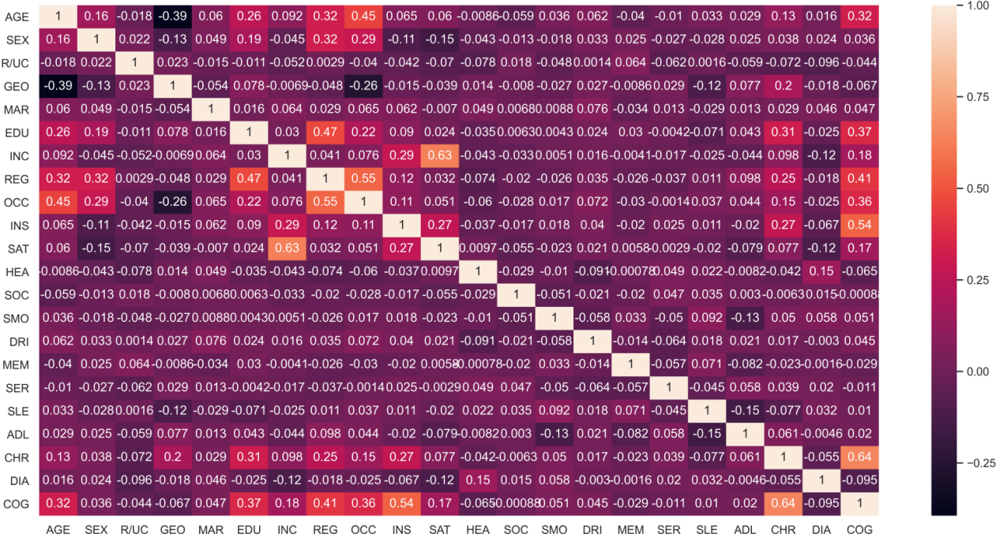 AGE 1 0.16 -0.018 -0.39 0.06 0.26 0.092 0.32 0.45 0.065 0.06 -0.0086 -0.059 0.036 0.062 -0.04 -0.01 0.033 0.029 0.13 0.016 0.32 1.00
SEX 0.16 1 0.022 -0.13 0.049 0.19 -0.045 0.32 0.29 -0.11 -0.15 -0.043 -0.013 -0.018 0.033 0.025 -0.027 -0.028 0.025 0.038 0.024 0.036
R/UC -0.018 0.022 1 0.023 -0.015 -0.011 -0.052 0.0029 -0.04 -0.042 -0.07 -0.078 0.018 -0.048 0.0014 0.064 -0.062 0.0016 -0.059 -0.072 -0.096 -0.044
GEO -0.39 -0.13 0.023 1 -0.054 0.078 -0.0069 -0.048 -0.26 -0.015 -0.039 0.014 -0.008 -0.027 0.027 -0.0086 0.029 -0.12 0.077 0.2 -0.018 -0.067 0.75
MAR 0.06 0.049 -0.015 -0.054 1 0.016 0.064 0.029 0.065 0.062 -0.007 0.049 0.0068 0.0088 0.076 -0.034 0.013 -0.029 0.013 0.029 0.046 0.047
EDU 0.26 0.19 -0.011 0.078 0.016 1 0.03 0.47 0.22 0.09 0.024 -0.035 0.0063 0.0043 0.024 0.03 -0.0042 -0.071 0.043 0.31 -0.025 0.37
INC 0.092 -0.045 -0.052 -0.0069 0.064 0.03 1 0.041 0.076 0.29 0.63 -0.043 -0.033 0.0051 0.016 -0.0041 -0.017 -0.025 -0.044 0.098 -0.12 0.18
REG 0.32 0.32 0.0029 -0.048 0.029 0.47 0.041 1 0.55 0.12 0.032 -0.074 -0.02 -0.026 0.035 -0.026 -0.037 0.011 0.098 0.25 -0.018 0.41 0.50
OCC 0.45 0.29 -0.04 -0.26 0.065 0.22 0.076 0.55 1 0.11 0.051 -0.06 -0.028 0.017 0.072 -0.03 -0.0014 0.037 0.044 0.15 -0.025 0.36
INS 0.065 -0.11 -0.042 -0.015 0.062 0.09 0.29 0.12 0.11 1 0.27 -0.037 -0.017 0.018 0.04 -0.02 0.025 0.011 -0.02 0.27 -0.067 0.54
SAT 0.06 -0.15 -0.07 -0.039 -0.007 0.024 0.63 0.032 0.051 0.27 1 0.0097 -0.055 -0.023 0.021 0.0058 -0.0029 -0.02 -0.079 0.077 -0.12 0.17
HEA -0.0086 -0.043 -0.078 0.014 0.049 -0.035 -0.043 -0.074 -0.06 -0.037 0.0097 1 -0.029 -0.01 -0.091 -0.00078 0.049 0.022 -0.0082 -0.042 0.15 -0.065 0.25
SOC -0.059 -0.013 0.018 -0.008 0.0068 0.0063 -0.033 -0.02 -0.028 -0.017 -0.055 -0.029 1 -0.051 -0.021 -0.02 0.047 0.035 0.003 -0.0063 0.015 -0.00088
SMO 0.036 -0.018 -0.048 -0.027 0.0088 0.0043 0.0051 -0.026 0.017 0.018 -0.023 -0.01 -0.051 1 -0.058 0.033 -0.05 0.092 -0.13 0.05 0.058 0.051
DRI 0.062 0.033 0.0014 0.027 0.076 0.024 0.016 0.035 0.072 0.04 0.021 -0.091 -0.021 -0.058 1 -0.014 -0.064 0.018 0.021 0.017 -0.003 0.045
MEM -0.04 0.025 0.064 -0.0086 -0.034 0.03 -0.0041 -0.026 -0.03 -0.02 0.0058 -0.00078 -0.02 0.033 -0.014 1 -0.057 0.071 -0.082 -0.023 -0.0016 -0.029 0.00
SER -0.01 -0.027 -0.062 0.029 0.013 -0.0042 -0.017 -0.037 -0.0014 0.025 -0.0029 0.049 0.047 -0.05 -0.064 -0.057 1 -0.045 0.058 0.039 0.02 -0.011
SLE 0.033 -0.028 0.0016 -0.12 -0.029 -0.071 -0.025 0.011 0.037 0.011 -0.02 0.022 0.035 0.092 0.018 0.071 -0.045 1 -0.15 -0.077 0.032 0.01
ADL 0.029 0.025 -0.059 0.077 0.013 0.043 -0.044 0.098 0.044 -0.02 -0.079 -0.0082 0.003 -0.13 0.021 -0.082 0.058 -0.15 1 0.061 -0.0046 0.02
CHR 0.13 0.038 -0.072 0.2 0.029 0.31 0.098 0.25 0.15 0.27 0.077 -0.042 -0.0063 0.05 0.017 -0.023 0.039 -0.077 0.061 1 -0.055 0.64 −0.25
DIA 0.016 0.024 -0.096 -0.018 0.046 -0.025 -0.12 -0.018 -0.025 -0.067 -0.12 0.15 0.015 0.058 -0.003 -0.0016 0.02 0.032 -0.0046 -0.055 1 -0.095
COG 0.32 0.036 -0.044 -0.067 0.047 0.37 0.18 0.41 0.36 0.54 0.17 -0.065 -0.00088 0.051 0.045 -0.029 -0.011 0.01 0.02 0.64 -0.095 1
AGE SEX R/UC GEO MAR EDU INC REG OCC INS SAT HEA SOC SMO DRI MEM SER SLE ADL CHR DIA COG